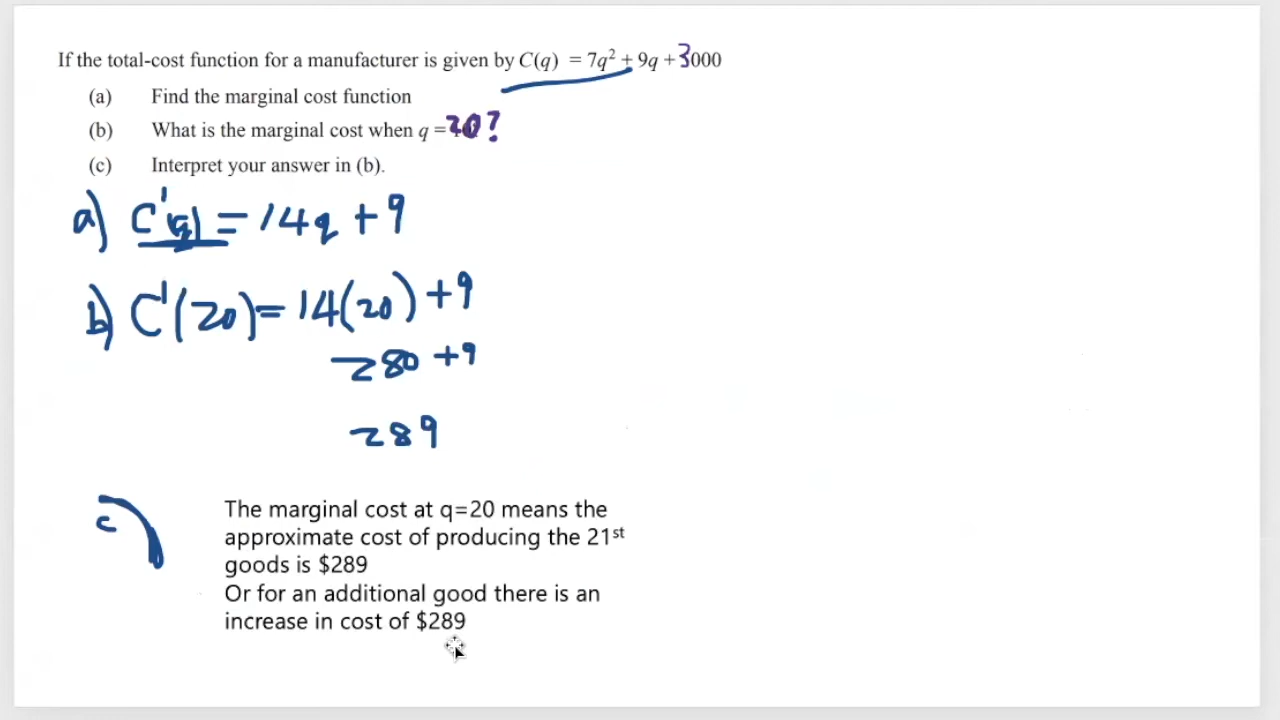 If the total-cost function for a manufacturer is given by C(q) = 7q² + 9q + 3000
(a) Find the marginal cost function
(b) What is the marginal cost when q = 20?
(c) Interpret your answer in (b).
a) C'(q) = 14q + 9
b) C'(20) = 14(20) + 9
280 + 9
289
c)
The marginal cost at q=20 means the
approximate cost of producing the 21st
goods is $289
Or for an additional good there is an
increase in cost of $289